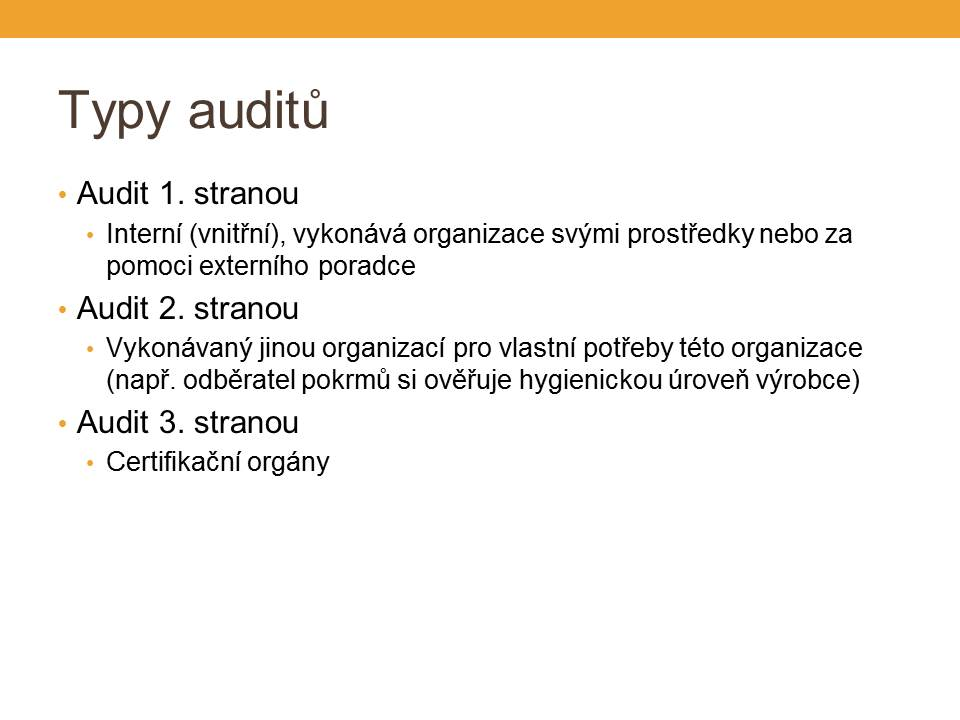 Typy auditů
• Audit 1. stranou
• Interní (vnitřní), vykonává organizace svými prostředky nebo za
pomoci externího poradce
• Audit 2. stranou
• Vykonávaný jinou organizací pro vlastní potřeby této organizace
(např. odběratel pokrmů si ověřuje hygienickou úroveň výrobce)
• Audit 3. stranou
• Certifikační orgány